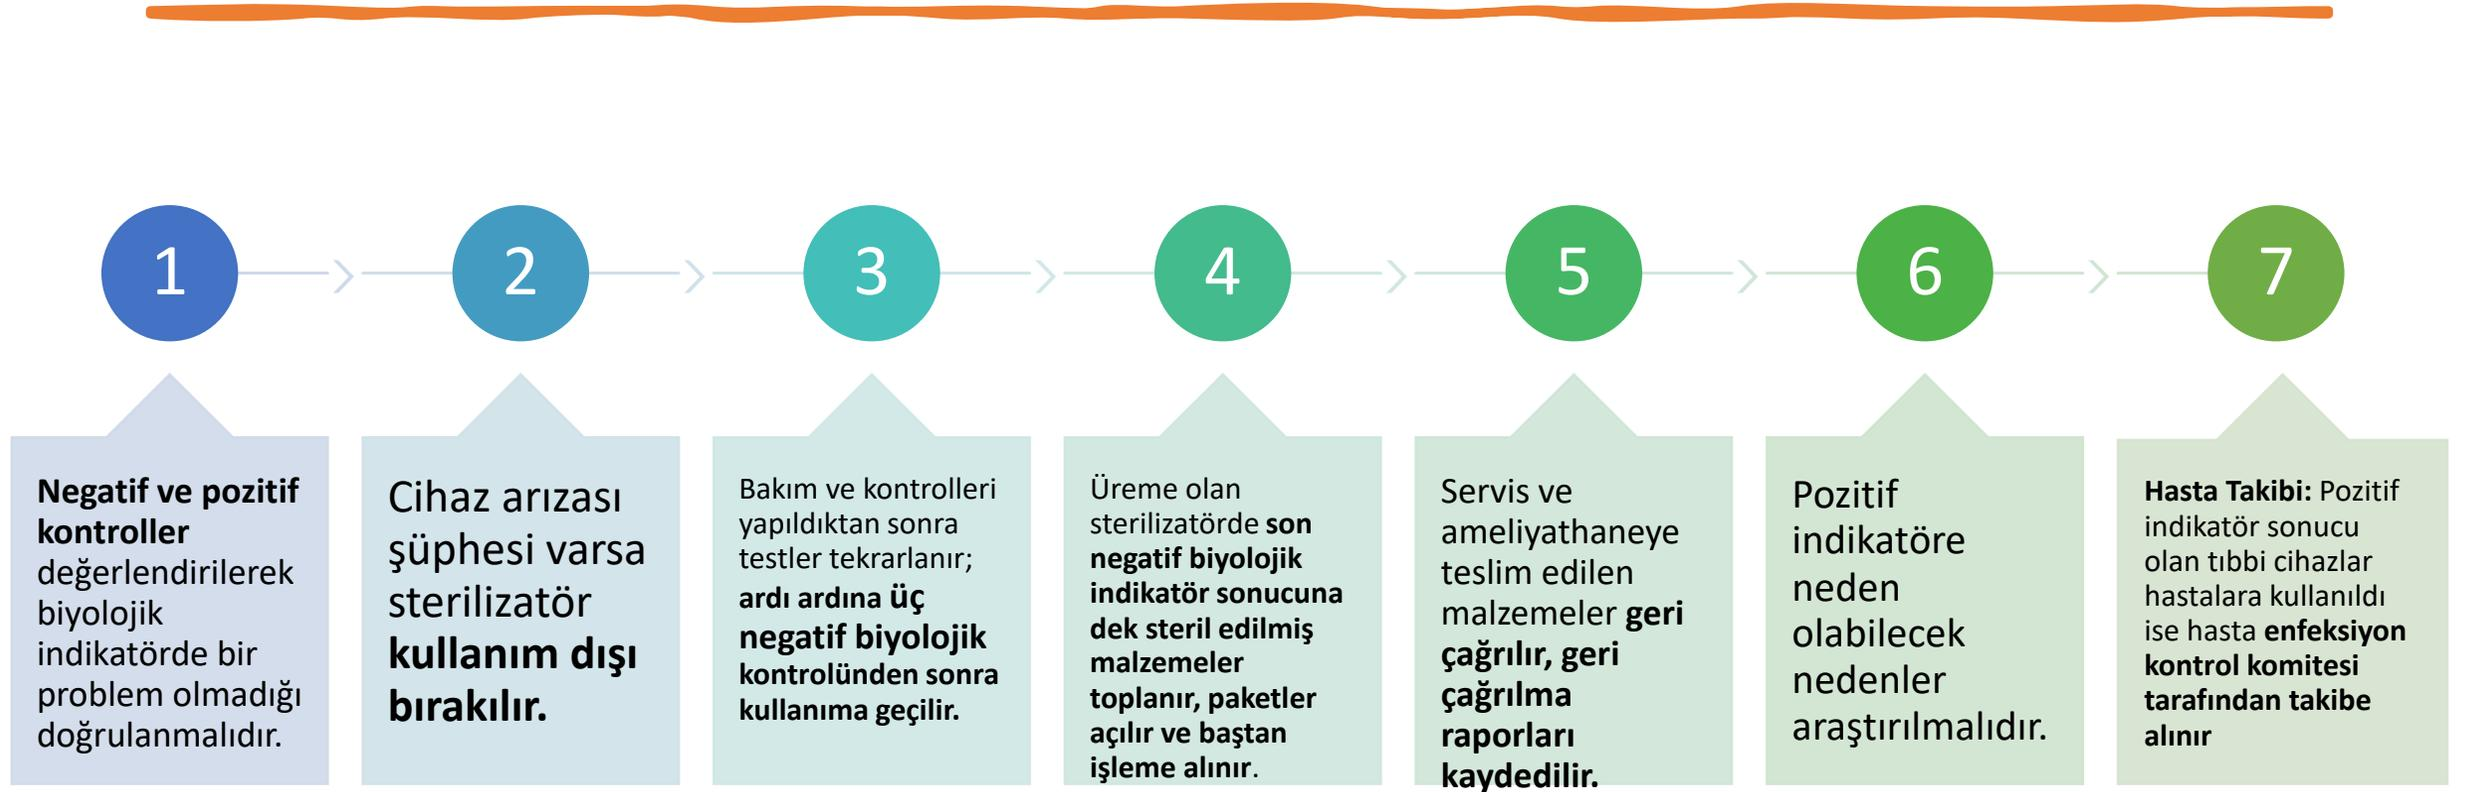 1
2
3
4
5
6
7
Negatif ve pozitif
kontroller
değerlendirilerek
biyolojik
indikatörde bir
problem olmadığı
doğrulanmalıdır.
Cihaz arızası
şüphesi varsa
sterilizatör
kullanım dışı
bırakılır.
Bakım ve kontrolleri
yapıldıktan sonra
testler tekrarlanır;
ardı ardına üç
negatif biyolojik
kontrolünden sonra
kullanıma geçilir.
Üreme olan
sterilizatörde son
negatif biyolojik
indikatör sonucuna
dek steril edilmiş
malzemeler
toplanır, paketler
açılır ve baştan
işleme alınır.
Servis ve
ameliyathaneye
teslim edilen
malzemeler geri
çağrılır, geri
çağrılma
raporları
kaydedilir.
Pozitif
indikatöre
neden
olabilecek
nedenler
araştırılmalıdır.
Hasta Takibi: Pozitif
indikatör sonucu
olan tıbbi cihazlar
hastalara kullanıldı
ise hasta enfeksiyon
kontrol komitesi
tarafından takibe
alınır